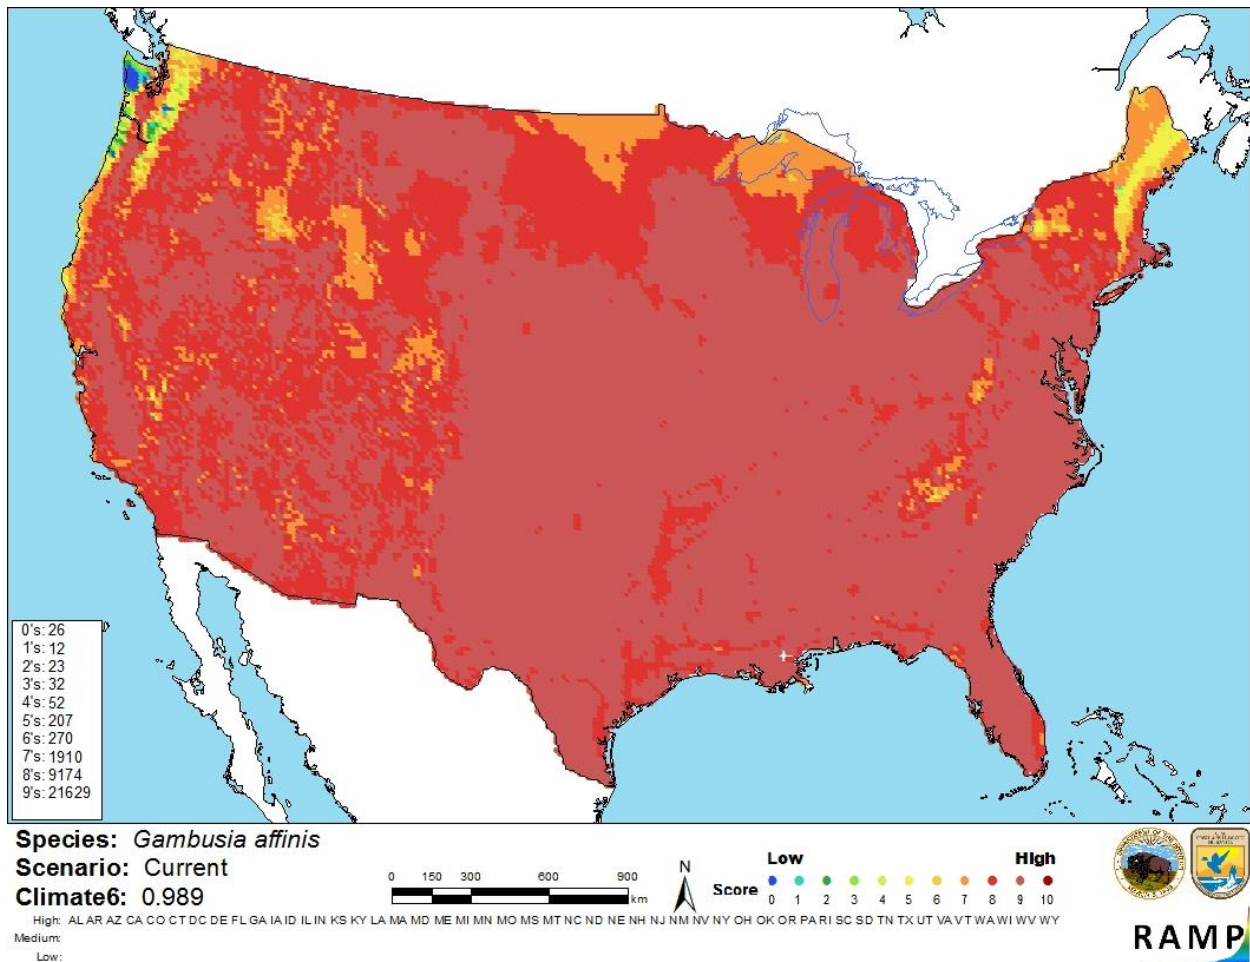 0's: 26
1's: 12
2's: 23
3's: 32
4's: 52
5's: 207
6's: 270
7's: 1910
8's: 9174
9's: 21629
Species: Gambusia affinis
Scenario: Current
Climate6: 0.989
0 150 300 600 900
km
N
Low High
Score 0 1 2 3 4 5 6 7 8 9 10
High: AL AR AZ CA CO CT DC DE FL GA IA ID IL IN KS KY LA MA MD ME MI MN MO MS MT NC ND NE NH NJ NM NV NY OH OK OR PA RI SC SD TN TX UT VA VT WA WI WV WY
Medium:
Low:
RAMP